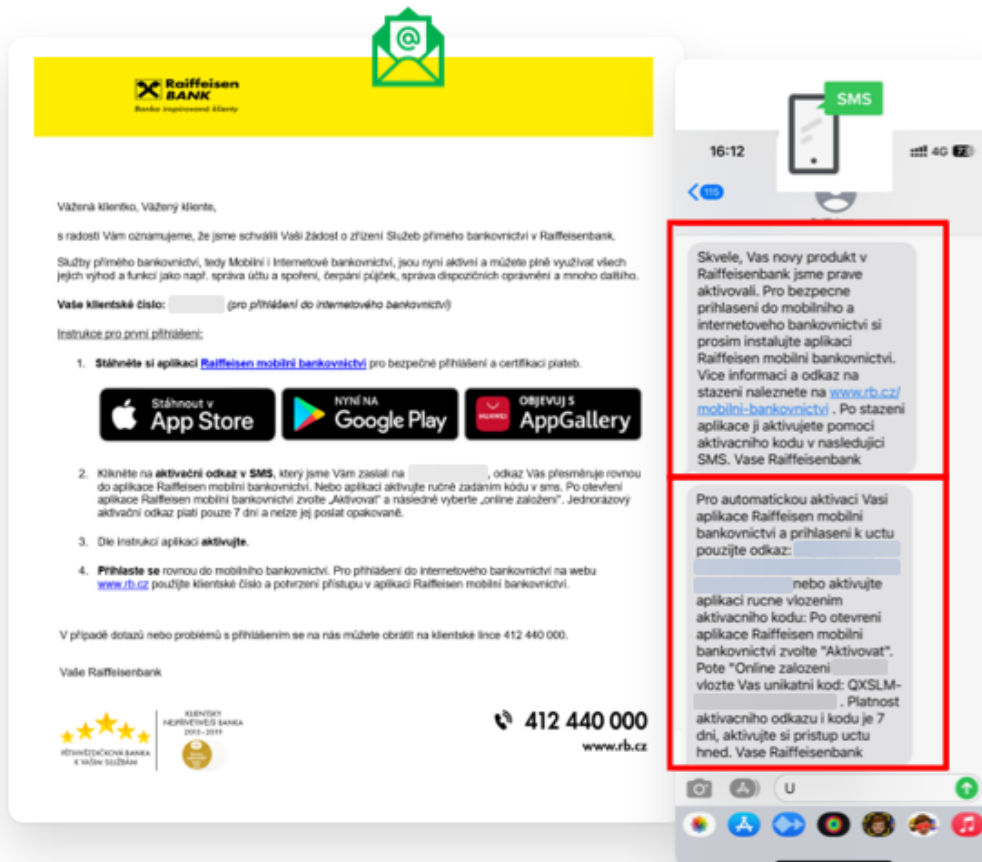 @
Raiffeisen
BANK
Banka inspirovaná klienty
Vážená klientko, Vážený kliente,
s radostí Vám oznamujeme, že jsme schválili Vaši žádost o zřízení Služeb přímého bankovnictví v Raiffeisenbank.
Služby přímého bankovnictví, tedy Mobilní i Internetové bankovnictví, jsou nyní aktivní a můžete plně využívat všech
jejich výhod a funkcí jako např. správa účtu a spoření, čerpání půjček, správa dispozičních oprávnění a mnoho dalšího.
Vaše klientské číslo: (pro přihlášení do internetového bankovnictví)
Instrukce pro první přihlášení:
1. Stáhněte si aplikaci Raiffeisen mobilní bankovnictví pro bezpečné přihlášení a certifikaci plateb.
Stáhnout v
App Store
NYNÍ NA
Google Play
HUAWEI
OBJEVUJ S
AppGallery
2. Klikněte na aktivační odkaz v SMS, který jsme Vám zaslali na , odkaz Vás přesměruje rovnou
do aplikace Raiffeisen mobilní bankovnictví. Nebo aplikaci aktivujte ručně zadáním kódu v sms. Po otevření
aplikace Raiffeisen mobilní bankovnictví zvolte „Aktivovat" a následně vyberte „online založení". Jednorázový
aktivační odkaz platí pouze 7 dní a nelze jej poslat opakovaně.
3. Dle instrukcí aplikaci aktivujte.
4. Přihlaste se rovnou do mobilního bankovnictví. Pro přihlášení do internetového bankovnictví na webu
www.rb.cz použijte klientské číslo a potvrzení přístupu v aplikaci Raiffeisen mobilní bankovnictví.
V případě dotazů nebo problémů s přihlášením se na nás můžete obrátit na klientské lince 412 440 000.
Vaše Raiffeisenbank
PĚTIHVĚZDIČKOVÁ BANKA
K VAŠIM SLUŽBÁM
KLIENTSKY
NEJPŘÍVĚTIVĚJŠÍ BANKA
2015–2019
412 440 000
www.rb.cz
SMS
16:12
4G 72
115
Skvele, Vas novy produkt v
Raiffeisenbank jsme prave
aktivovali. Pro bezpecne
prihlaseni do mobilniho a
internetoveho bankovnictvi si
prosim instalujte aplikaci
Raiffeisen mobilni bankovnictvi.
Vice informaci a odkaz na
stazeni naleznete na www.rb.cz/
mobilni-bankovnictvi . Po stazeni
aplikace ji aktivujete pomoci
aktivacniho kodu v nasledujici
SMS. Vase Raiffeisenbank
Pro automatickou aktivaci Vasi
aplikace Raiffeisen mobilni
bankovnictvi a prihlaseni k uctu
pouzijte odkaz:
nebo aktivujte
aplikaci rucne vlozenim
aktivacniho kodu: Po otevreni
aplikace Raiffeisen mobilni
bankovnictvi zvolte "Aktivovat".
Pote "Online zalozeni
vlozte Vas unikatni kod: QXSLM-
. Platnost
aktivacniho odkazu i kodu je 7
dni, aktivujte si pristup uctu
hned. Vase Raiffeisenbank
U